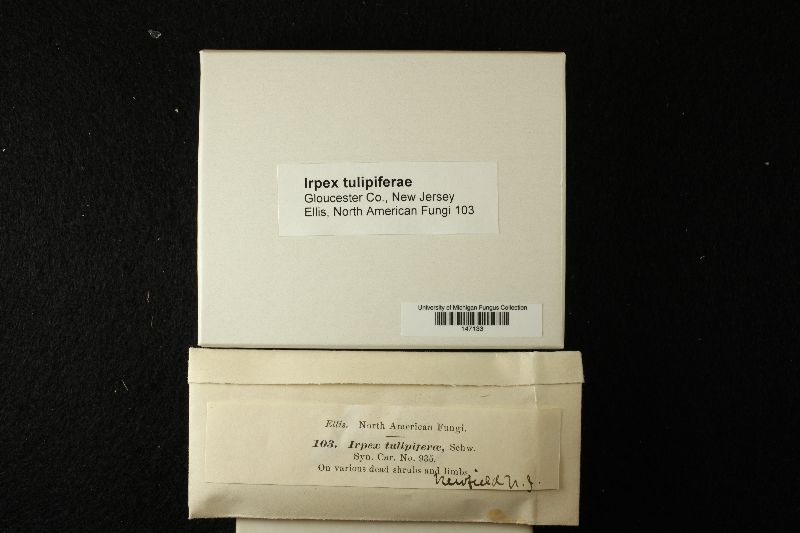 Irpex tulipiferae
Gloucester Co., New Jersey
Ellis, North American Fungi 103
University of Michigan Fungus Collection
147133
Ellis. North American Fungi.
103. Irpex tulipiferæ, Schw.
Syn. Car. No. 935.
On various dead shrubs and limbs.
Newfield N. J.